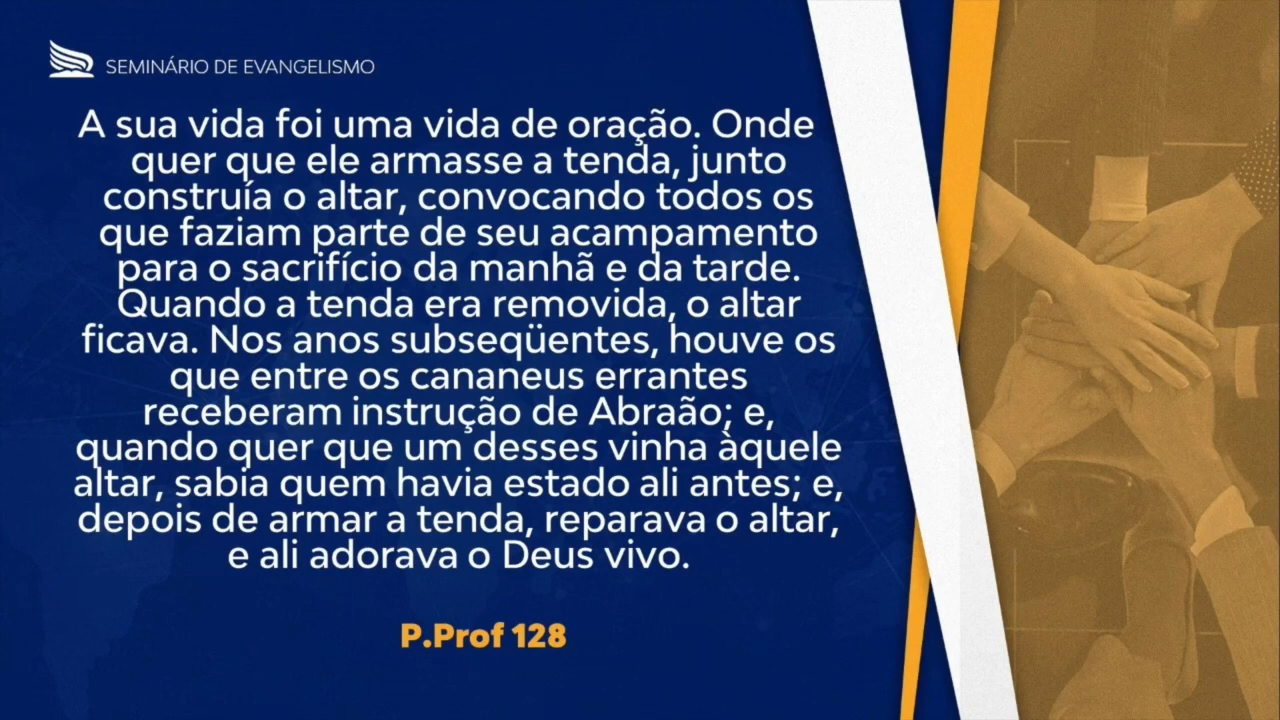 SEMINÁRIO DE EVANGELISMO
A sua vida foi uma vida de oração. Onde
quer que ele armasse a tenda, junto
construía o altar, convocando todos os
que faziam parte de seu acampamento
para o sacrifício da manhã e da tarde.
Quando a tenda era removida, o altar
ficava. Nos anos subseqüentes, houve os
que entre os cananeus errantes
receberam instrução de Abraão; e,
quando quer que um desses vinha àquele
altar, sabia quem havia estado ali antes; e,
depois de armar a tenda, reparava o altar,
e ali adorava o Deus vivo.
P.Prof 128